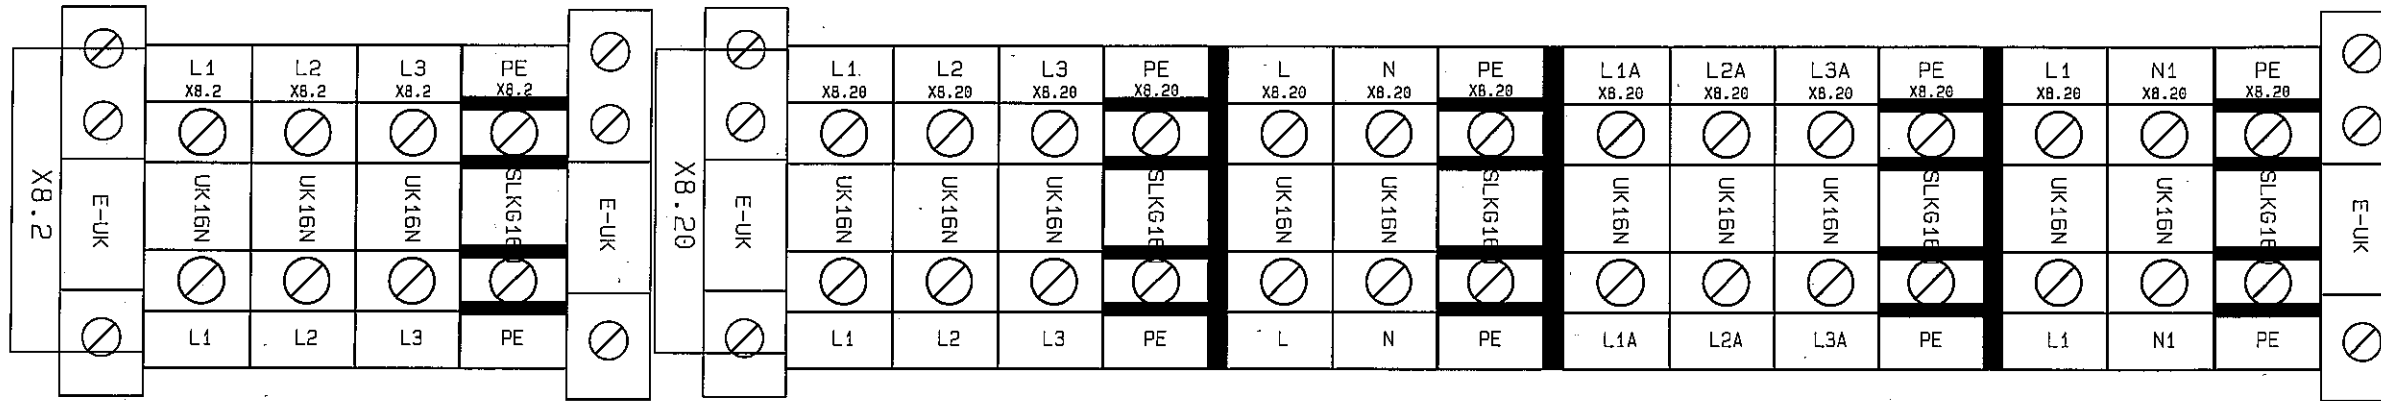 X8.2
E-UK
L1 L2 L3 PE
X8.2 X8.2 X8.2 X8.2
UK16N UK16N UK16N SLKG16
L1 L2 L3 PE
E-UK
X8.20
E-UK
L1 L2 L3 PE L N PE L1A L2A L3A PE L1 N1 PE
X8.20 X8.20 X8.20 X8.20 X8.20 X8.20 X8.20 X8.20 X8.20 X8.20 X8.20 X8.20 X8.20 X8.20
UK16N UK16N UK16N SLKG16 UK16N UK16N SLKG16 UK16N UK16N UK16N SLKG16 UK16N UK16N SLKG16
L1 L2 L3 PE L N PE L1A L2A L3A PE L1 N1 PE
E-UK